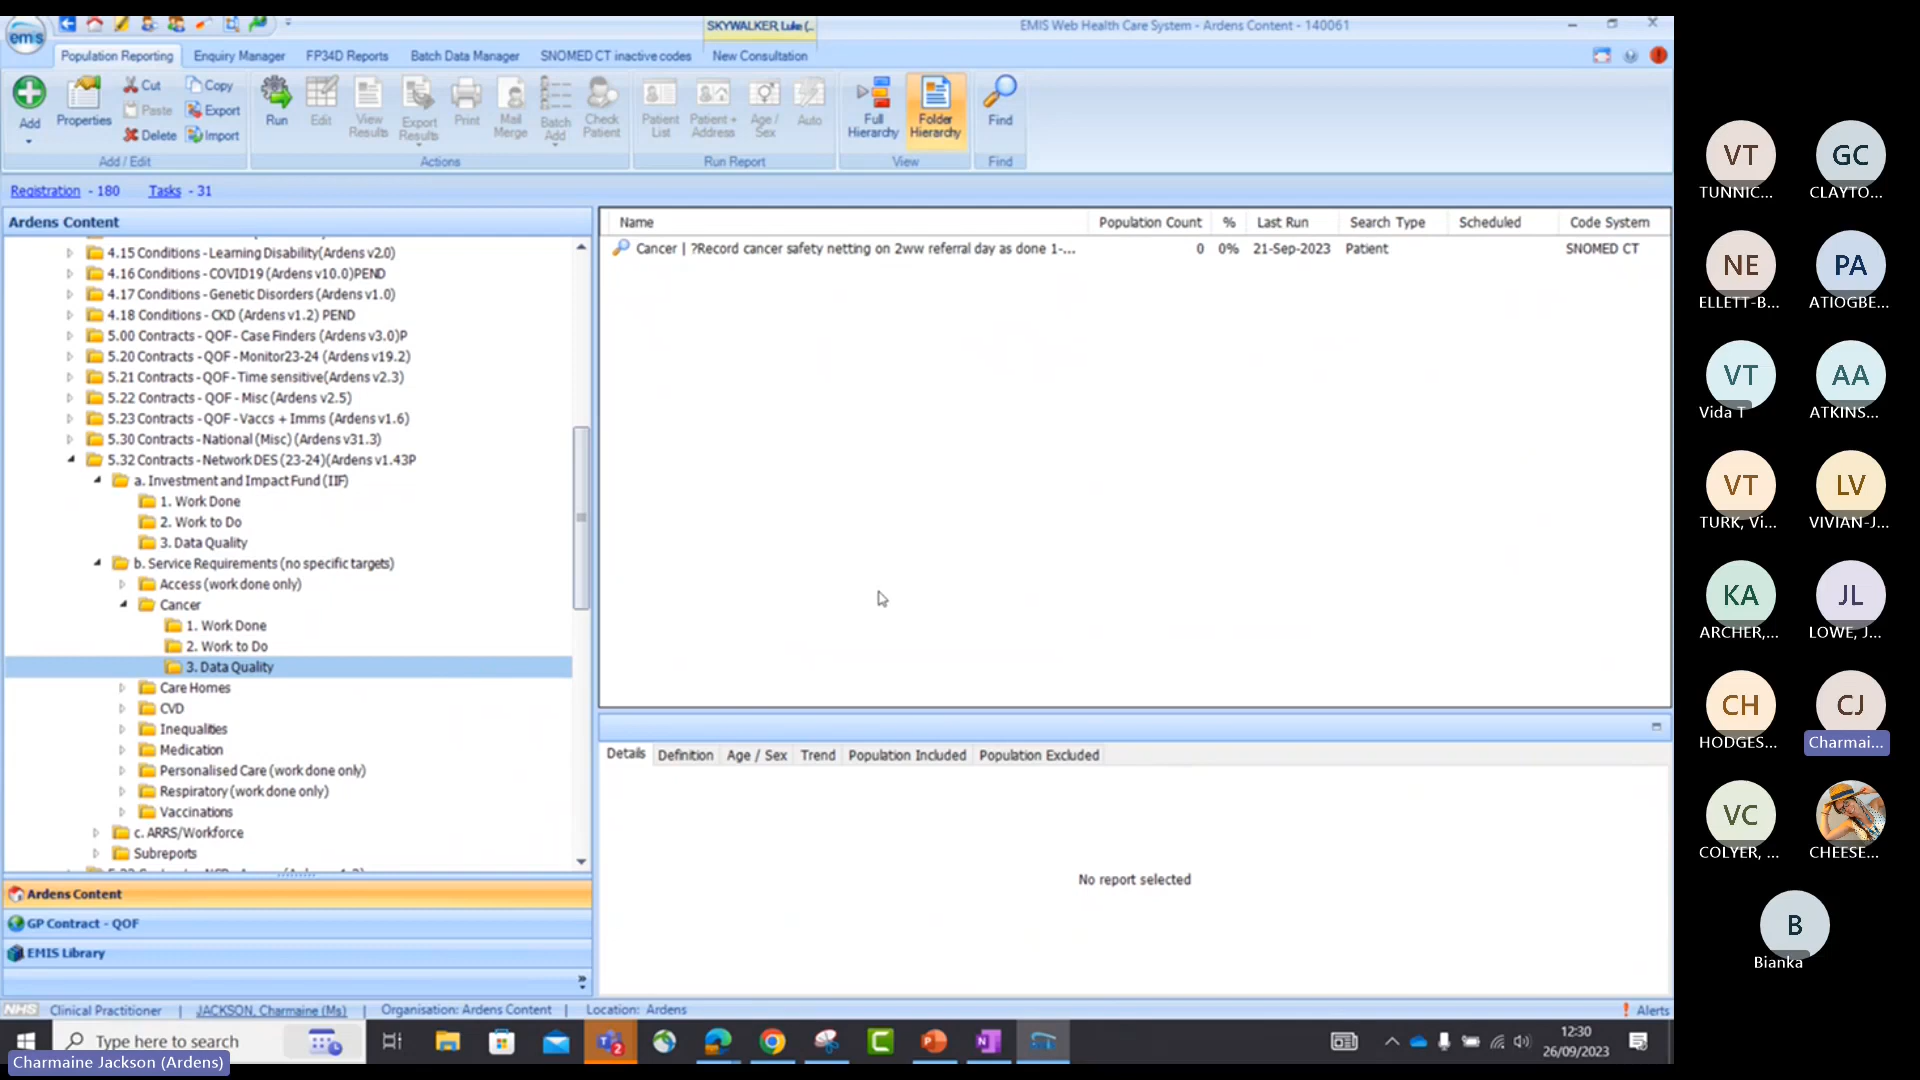 emis
SKYWALKER, Luke (..
EMIS Web Health Care System - Ardens Content - 140061
Population Reporting
Enquiry Manager
FP34D Reports
Batch Data Manager
SNOMED CT inactive codes
New Consultation
Add
Properties
Cut
Paste
Delete
Copy
Export
Import
Run
Edit
View Results
Export Results
Print
Mail Merge
Batch Add
Check Patient
Patient List
Patient + Address
Age / Sex
Auto
Full Hierarchy
Folder Hierarchy
Find
Add / Edit
Actions
Run Report
View
Find
Registration - 180
Tasks - 31
Ardens Content
4.15 Conditions - Learning Disability(Ardens v2.0)
4.16 Conditions - COVID19 (Ardens v10.0)PEND
4.17 Conditions - Genetic Disorders (Ardens v1.0)
4.18 Conditions - CKD (Ardens v1.2) PEND
5.00 Contracts - QOF - Case Finders (Ardens v3.0)P
5.20 Contracts - QOF - Monitor23-24 (Ardens v19.2)
5.21 Contracts - QOF - Time sensitive(Ardens v2.3)
5.22 Contracts - QOF - Misc (Ardens v2.5)
5.23 Contracts - QOF - Vaccs + Imms (Ardens v1.6)
5.30 Contracts - National (Misc) (Ardens v31.3)
5.32 Contracts - Network DES (23-24)(Ardens v1.43P
a. Investment and Impact Fund (IIF)
1. Work Done
2. Work to Do
3. Data Quality
b. Service Requirements (no specific targets)
Access (work done only)
Cancer
1. Work Done
2. Work to Do
3. Data Quality
Care Homes
CVD
Inequalities
Medication
Personalised Care (work done only)
Respiratory (work done only)
Vaccinations
c. ARRS/Workforce
Subreports
Ardens Content
GP Contract - QOF
EMIS Library
Name
Population Count
%
Last Run
Search Type
Scheduled
Code System
Cancer | ?Record cancer safety netting on 2ww referral day as done 1-...
0
0%
21-Sep-2023
Patient
SNOMED CT
Details
Definition
Age / Sex
Trend
Population Included
Population Excluded
No report selected
NHS
Clinical Practitioner
JACKSON, Charmaine (Ms)
Organisation: Ardens Content
Location: Ardens
Alerts
Type here to search
2
12:30
26/09/2023
Charmaine Jackson (Ardens)
VT
TUNNIC...
GC
CLAYTO...
NE
ELLETT-B...
PA
ATIOGBE...
VT
Vida T
AA
ATKINS...
VT
TURK, Vi...
LV
VIVIAN-J...
KA
ARCHER,...
JL
LOWE, J...
CH
HODGES...
CJ
Charmai...
VC
COLYER, ...
CHEESE...
B
Bianka